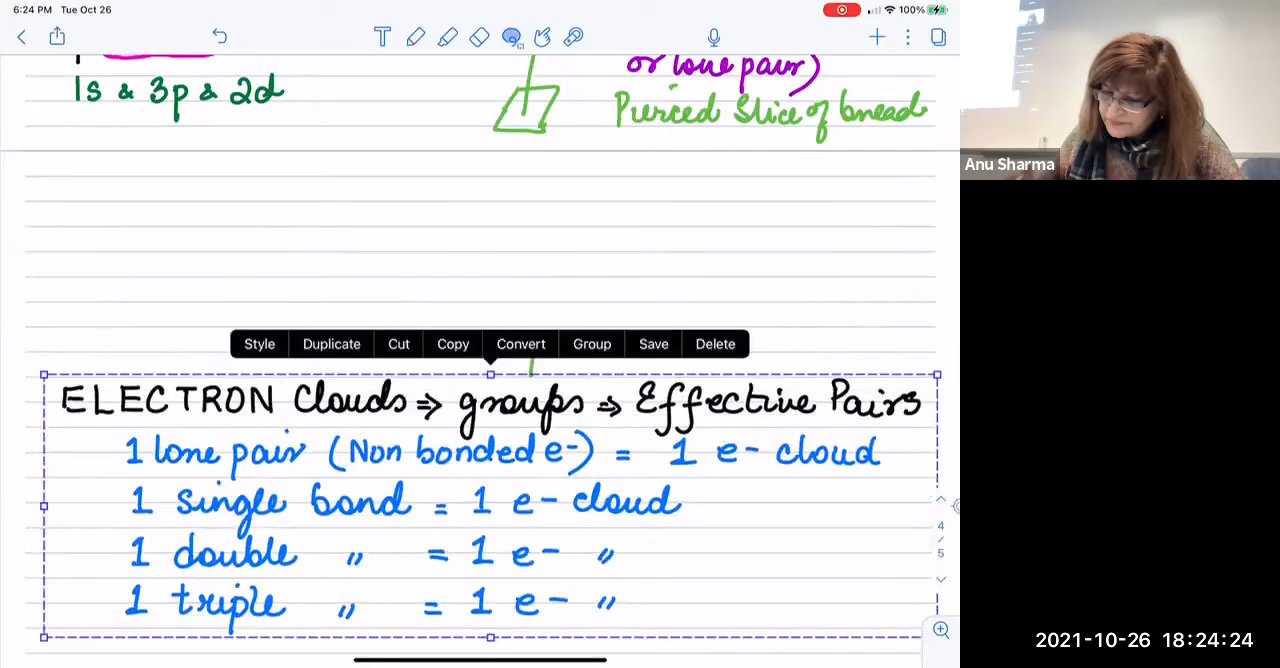 6:24 PM Tue Oct 26
100%
or lone pair)
1s & 3p & 2d
Pierced Slice of bread
Anu Sharma
Style Duplicate Cut Copy Convert Group Save Delete
ELECTRON Clouds ⇒ groups ⇒ Effective Pairs
1 lone pair (Non bonded e-) = 1 e- cloud
1 single bond = 1 e- cloud
1 double " = 1 e- "
1 triple " = 1 e- "
4
/
5
2021-10-26 18:24:24